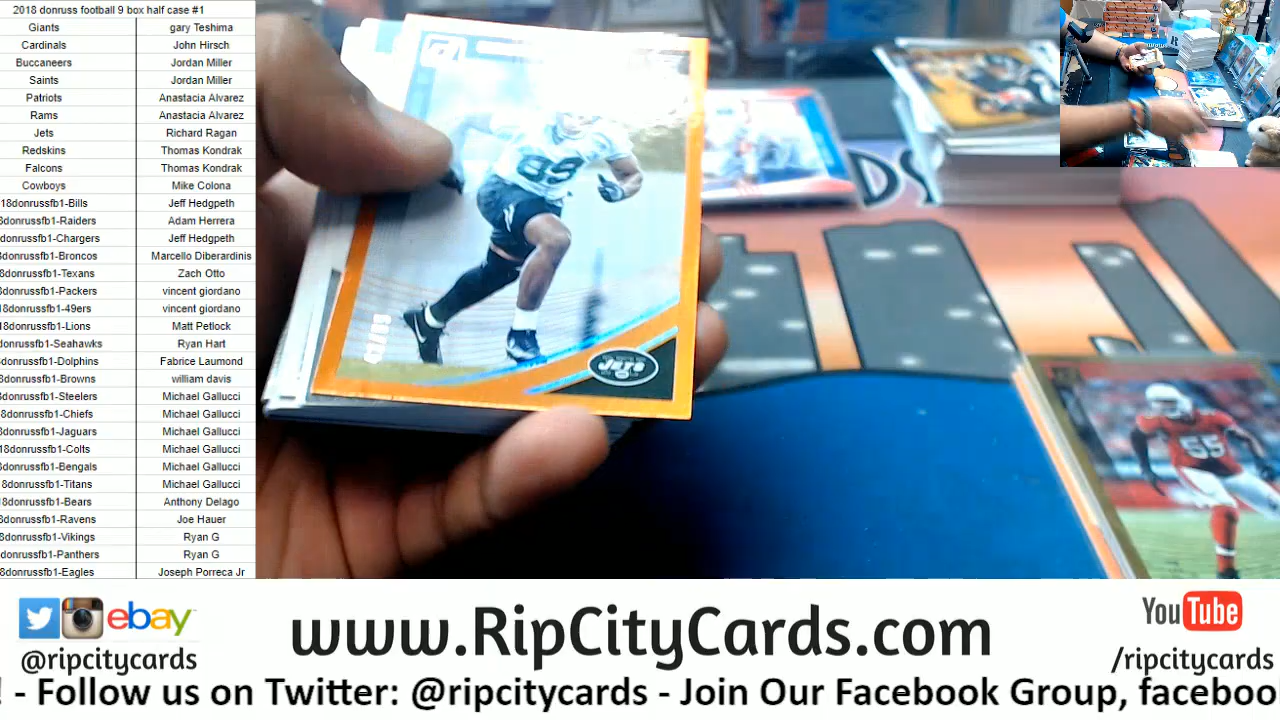 2018 donruss football 9 box half case #1
Giants gary Teshima
Cardinals John Hirsch
Buccaneers Jordan Miller
Saints Jordan Miller
Patriots Anastacia Alvarez
Rams Anastacia Alvarez
Jets Richard Ragan
Redskins Thomas Kondrak
Falcons Thomas Kondrak
Cowboys Mike Colona
18donrussfb1-Bills Jeff Hedgpeth
8donrussfb1-Raiders Adam Herrera
donrussfb1-Chargers Jeff Hedgpeth
8donrussfb1-Broncos Marcello Diberardinis
8donrussfb1-Texans Zach Otto
8donrussfb1-Packers vincent giordano
18donrussfb1-49ers vincent giordano
18donrussfb1-Lions Matt Petlock
donrussfb1-Seahawks Ryan Hart
8donrussfb1-Dolphins Fabrice Laumond
8donrussfb1-Browns william davis
8donrussfb1-Steelers Michael Gallucci
8donrussfb1-Chiefs Michael Gallucci
8donrussfb1-Jaguars Michael Gallucci
18donrussfb1-Colts Michael Gallucci
8donrussfb1-Bengals Michael Gallucci
8donrussfb1-Titans Michael Gallucci
8donrussfb1-Bears Anthony Delago
8donrussfb1-Ravens Joe Hauer
8donrussfb1-Vikings Ryan G
donrussfb1-Panthers Ryan G
8donrussfb1-Eagles Joseph Porreca Jr
89
JETS
55
ebay
@ripcitycards
www.RipCityCards.com
YouTube
/ripcitycards
! - Follow us on Twitter: @ripcitycards - Join Our Facebook Group, faceboo